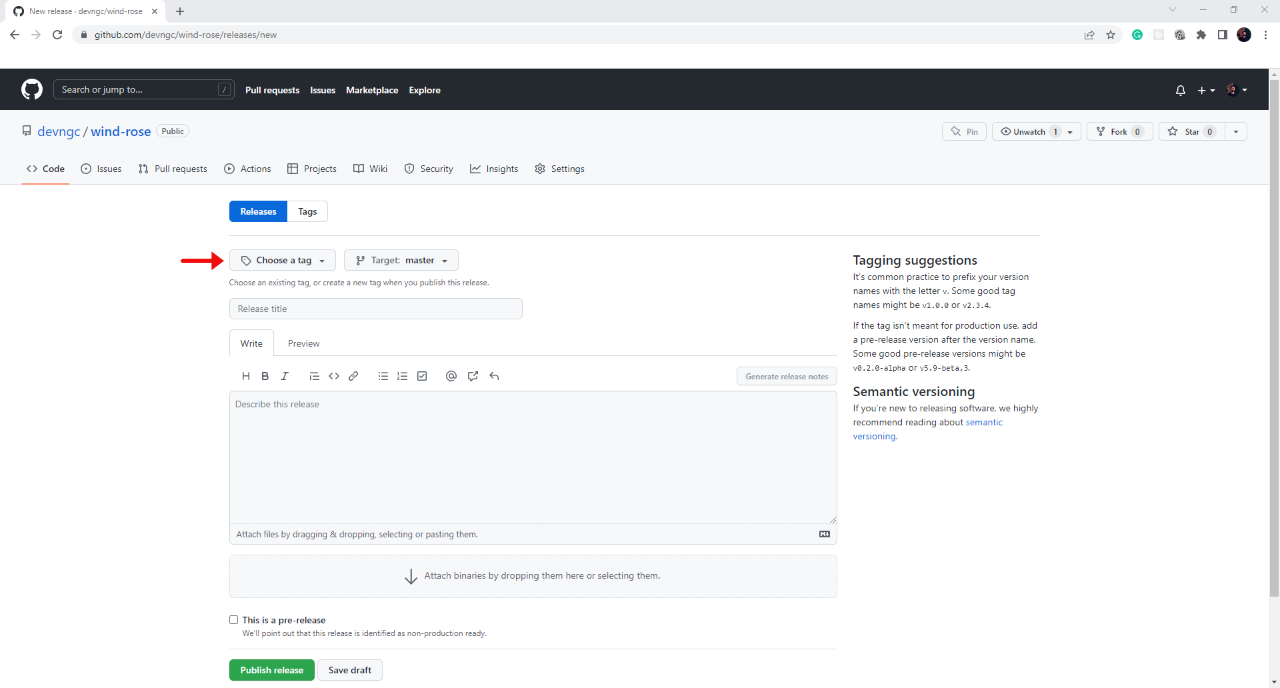 New release · devngc/wind-rose
github.com/devngc/wind-rose/releases/new
Search or jump to... /
Pull requests Issues Marketplace Explore
devngc / wind-rose Public
Pin Unwatch 1 Fork 0 Star 0
Code Issues Pull requests Actions Projects Wiki Security Insights Settings
Releases Tags
Choose a tag Target: master
Choose an existing tag, or create a new tag when you publish this release.
Release title
Write Preview
H B I
Generate release notes
Describe this release
Attach files by dragging & dropping, selecting or pasting them.
Attach binaries by dropping them here or selecting them.
This is a pre-release
We'll point out that this release is identified as non-production ready.
Publish release Save draft
Tagging suggestions
It's common practice to prefix your version
names with the letter v. Some good tag
names might be v1.0.0 or v2.3.4.
If the tag isn't meant for production use, add
a pre-release version after the version name.
Some good pre-release versions might be
v0.2.0-alpha or v5.9-beta.3.
Semantic versioning
If you're new to releasing software, we highly
recommend reading about semantic
versioning.